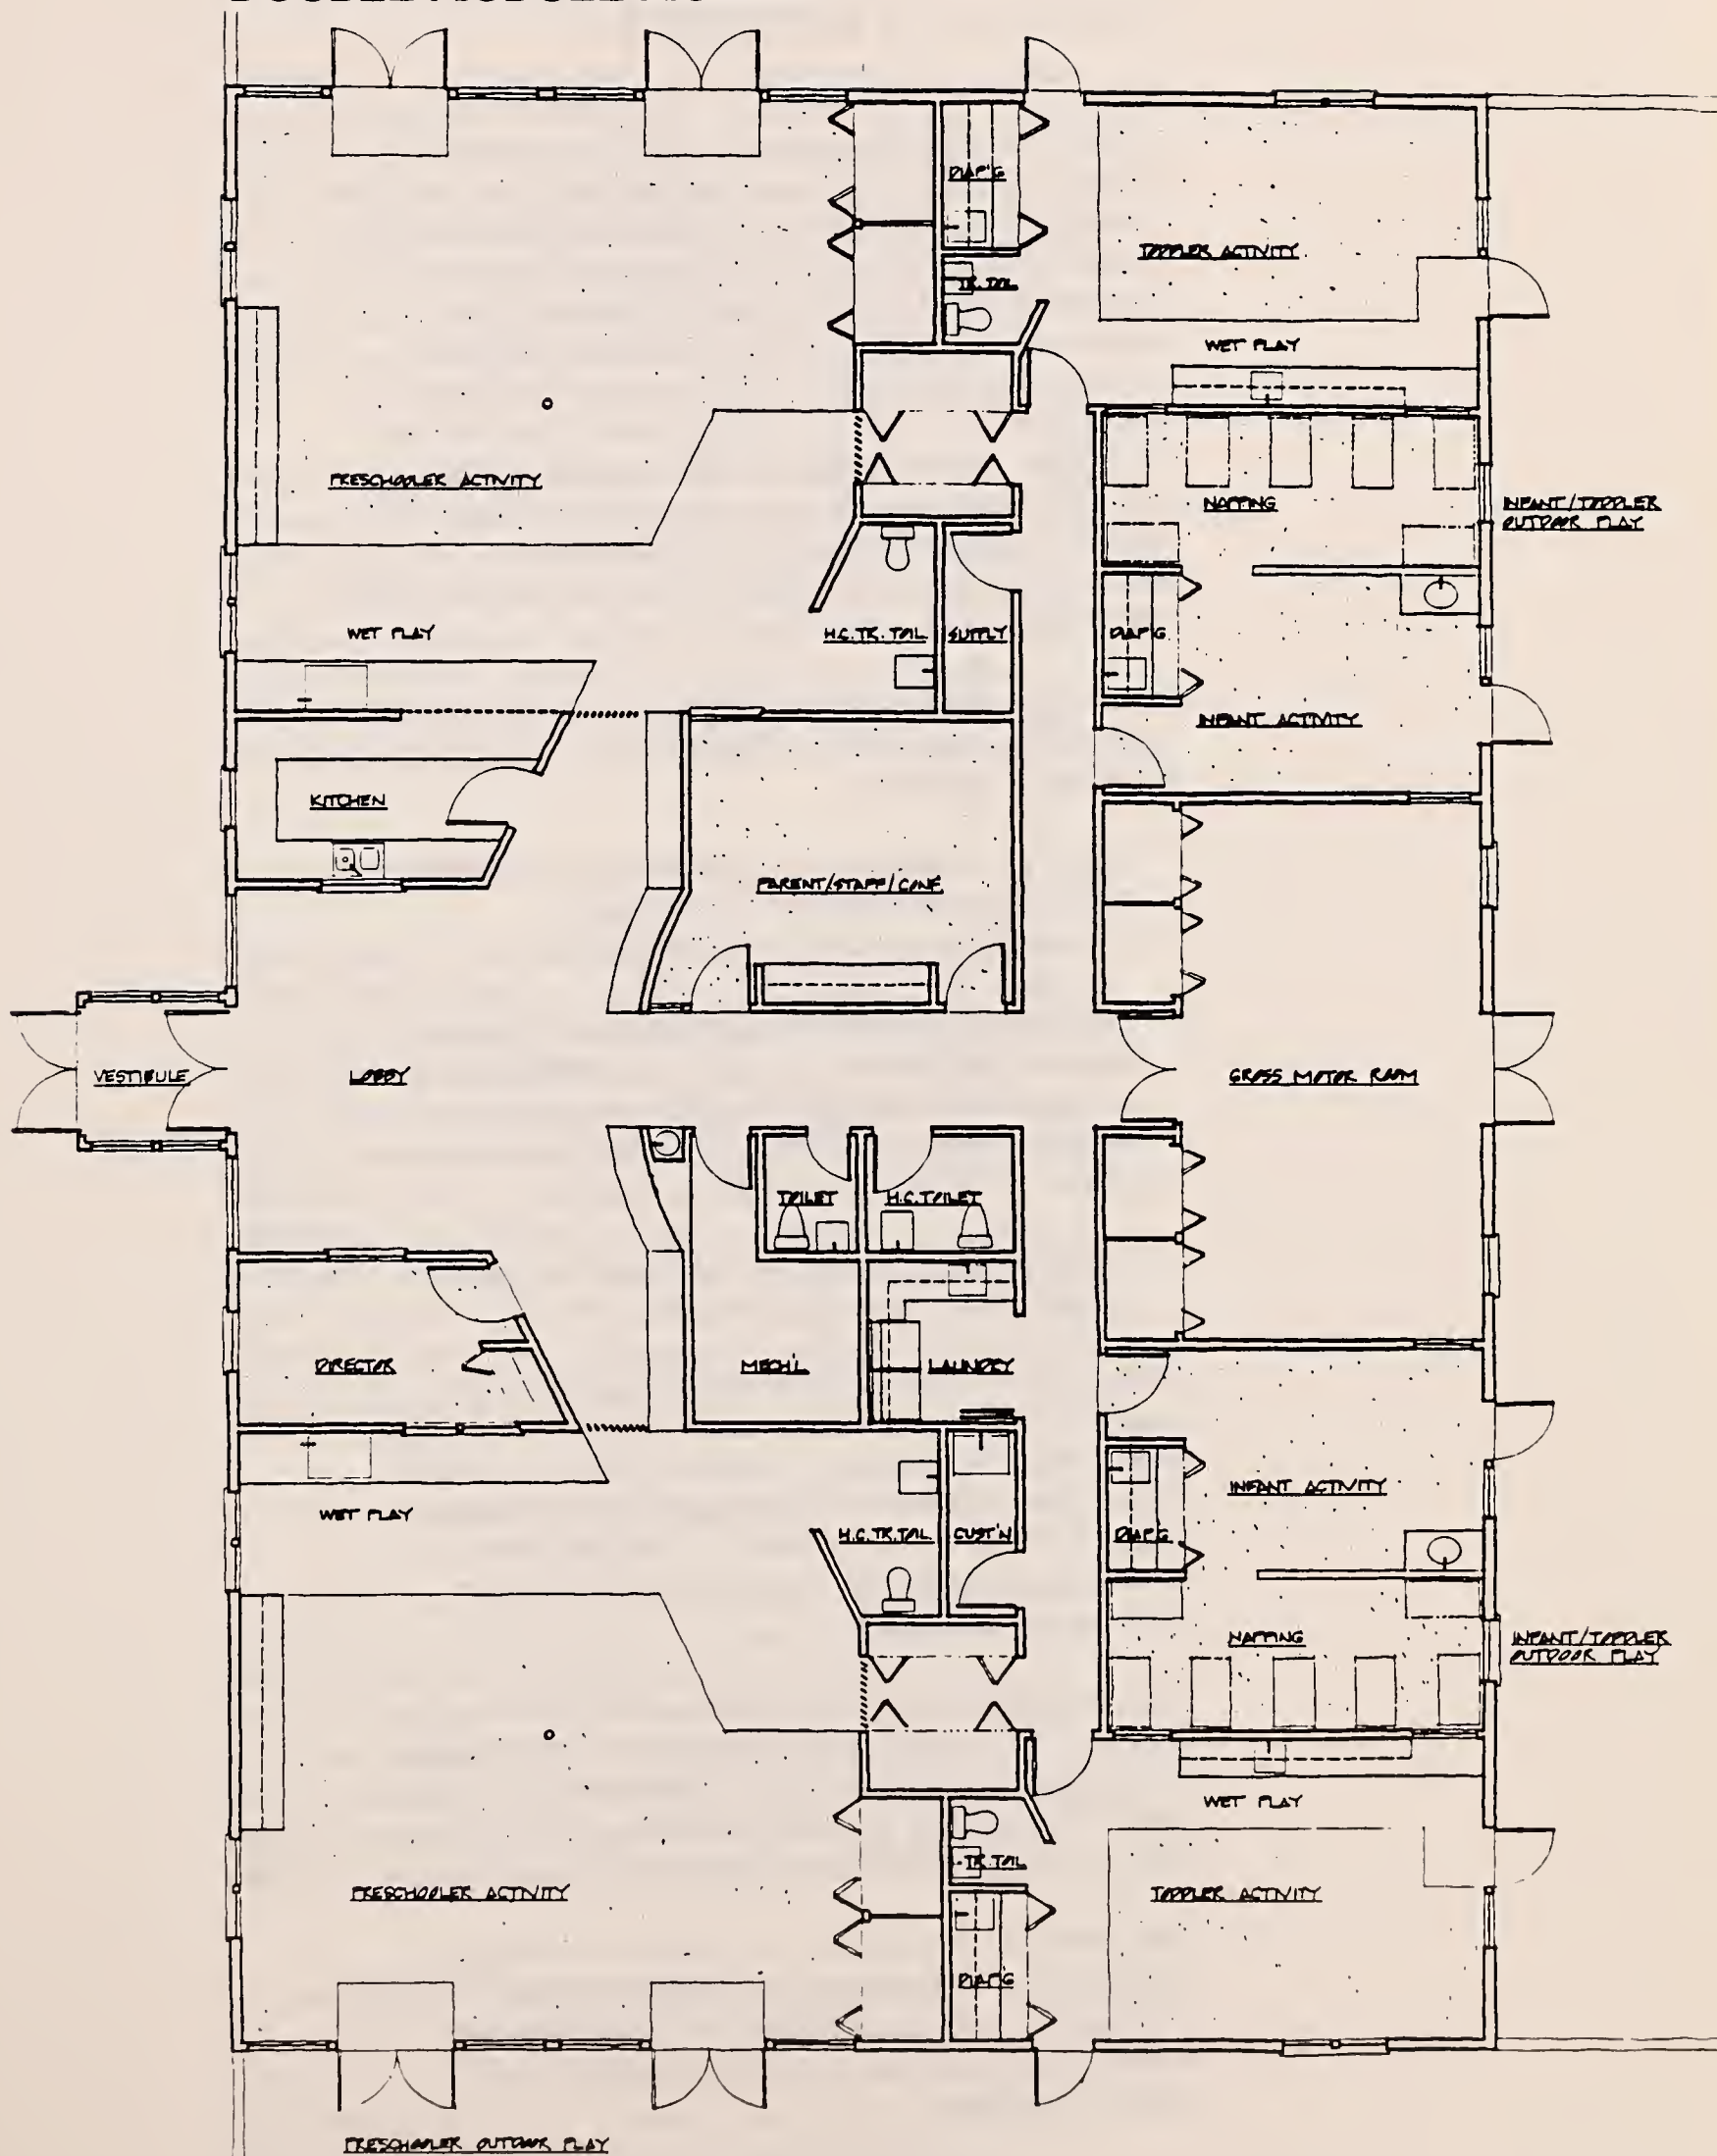 DIAP'G
TODDLER ACTIVITY
TR. TOIL.
WET PLAY
PRESCHOOLER ACTIVITY
NAPPING
INFANT/TODDLER
OUTDOOR PLAY
WET PLAY
H.C. TR. TOIL.
SUPPLY
DIAP'G
INFANT ACTIVITY
KITCHEN
PARENT/STAFF/CONF.
VESTIBULE
LOBBY
GROSS MOTOR ROOM
TOILET
H.C. TOILET
DIRECTOR
MECH'L
LAUNDRY
INFANT ACTIVITY
WET PLAY
H.C. TR. TOIL.
CUST'N
DIAP'G
NAPPING
INFANT/TODDLER
OUTDOOR PLAY
WET PLAY
TR. TOIL
PRESCHOOLER ACTIVITY
TODDLER ACTIVITY
DIAP'G
PRESCHOOLER OUTDOOR PLAY